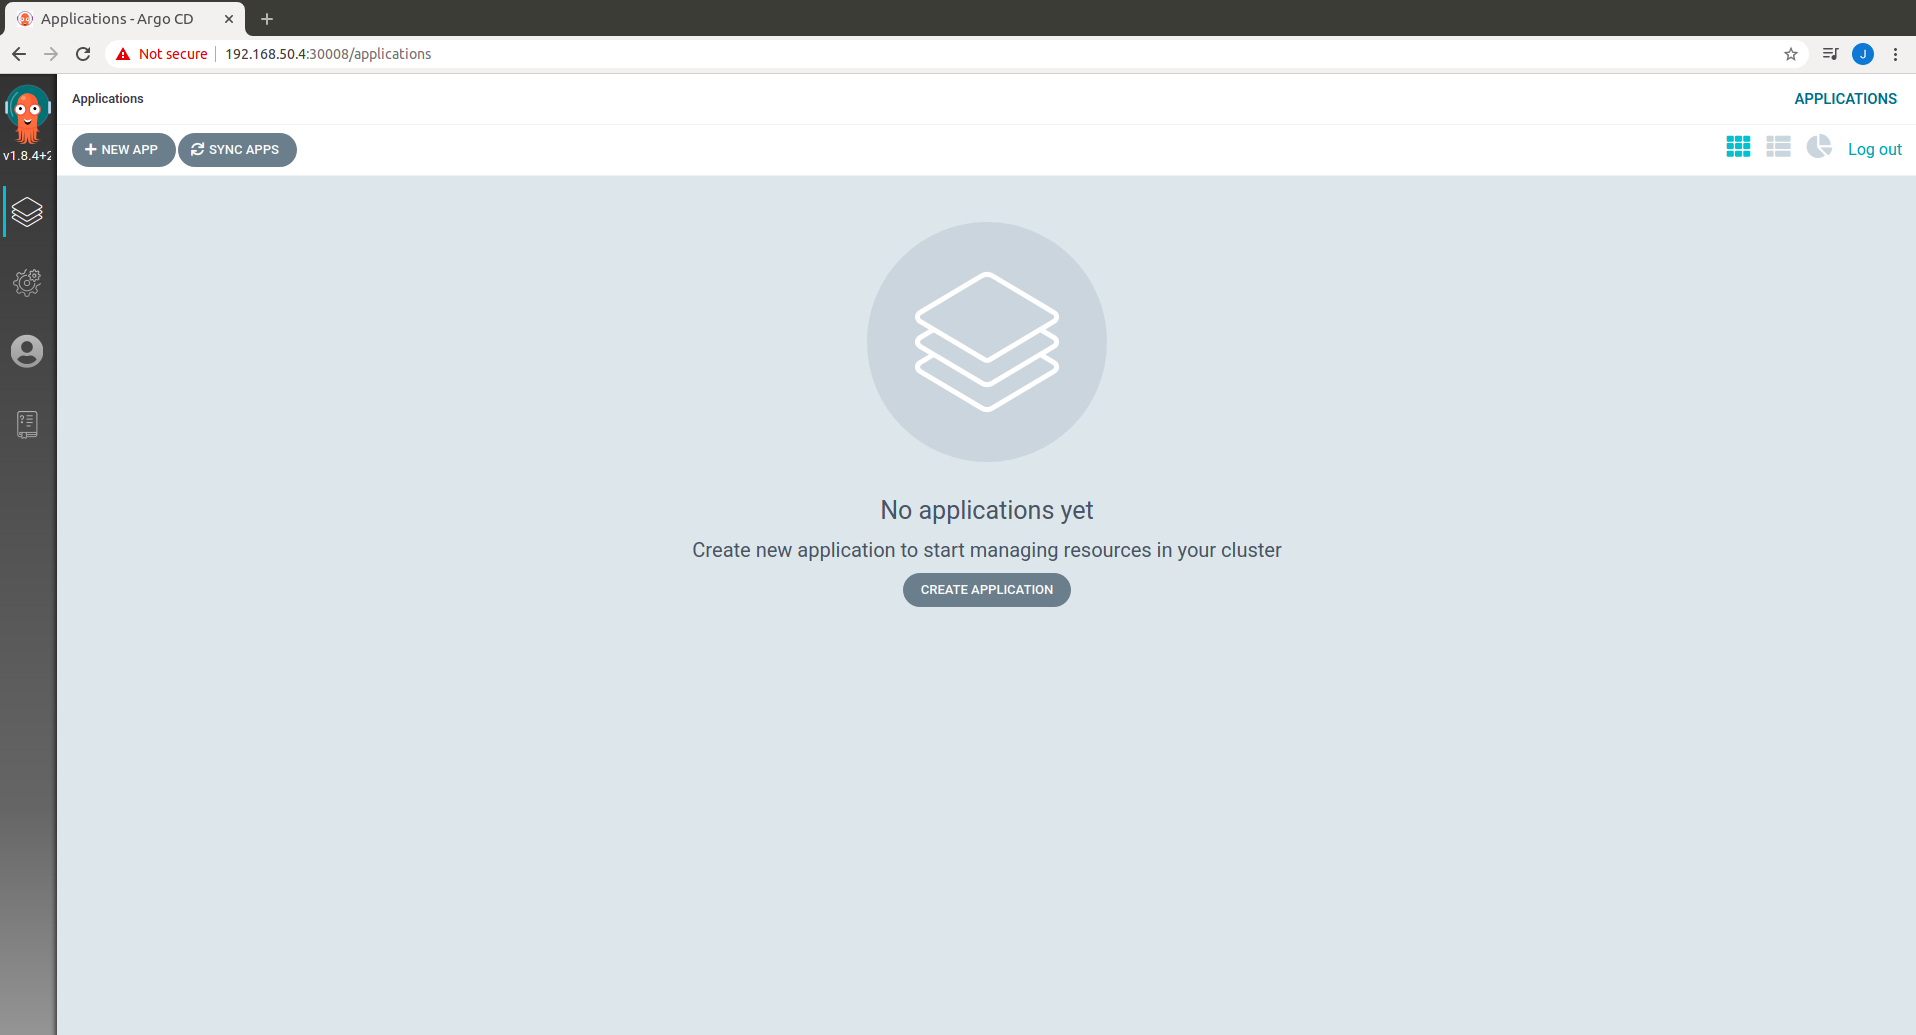 Applications - Argo CD
Not secure
192.168.50.4:30008/applications
J
v1.8.4+2
Applications
APPLICATIONS
NEW APP
SYNC APPS
Log out
No applications yet
Create new application to start managing resources in your cluster
CREATE APPLICATION